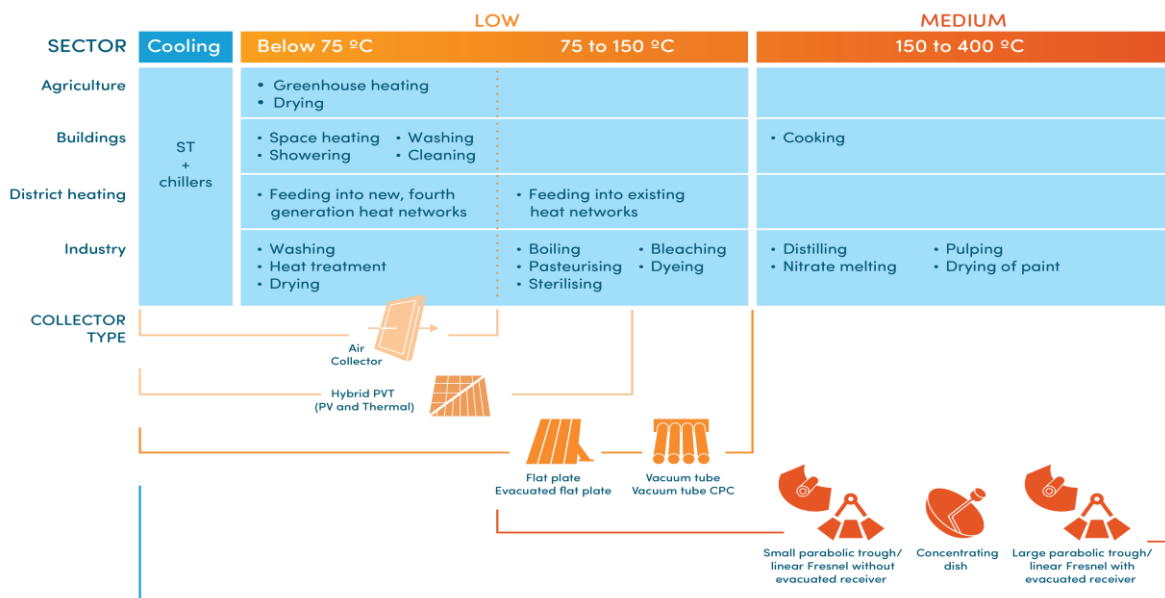 LOW
MEDIUM
SECTOR
Cooling
Below 75 ºC
75 to 150 ºC
150 to 400 ºC
Agriculture
• Greenhouse heating
• Drying
Buildings
• Space heating
• Washing
• Showering
• Cleaning
• Cooking
ST
+
chillers
District heating
• Feeding into new, fourth
generation heat networks
• Feeding into existing
heat networks
Industry
• Washing
• Heat treatment
• Drying
• Boiling
• Bleaching
• Pasteurising
• Dyeing
• Sterilising
• Distilling
• Pulping
• Nitrate melting
• Drying of paint
COLLECTOR
TYPE
Air
Collector
Hybrid PVT
(PV and Thermal)
Flat plate
Evacuated flat plate
Vacuum tube
Vacuum tube CPC
Small parabolic trough/
linear Fresnel without
evacuated receiver
Concentrating
dish
Large parabolic trough/
linear Fresnel with
evacuated receiver